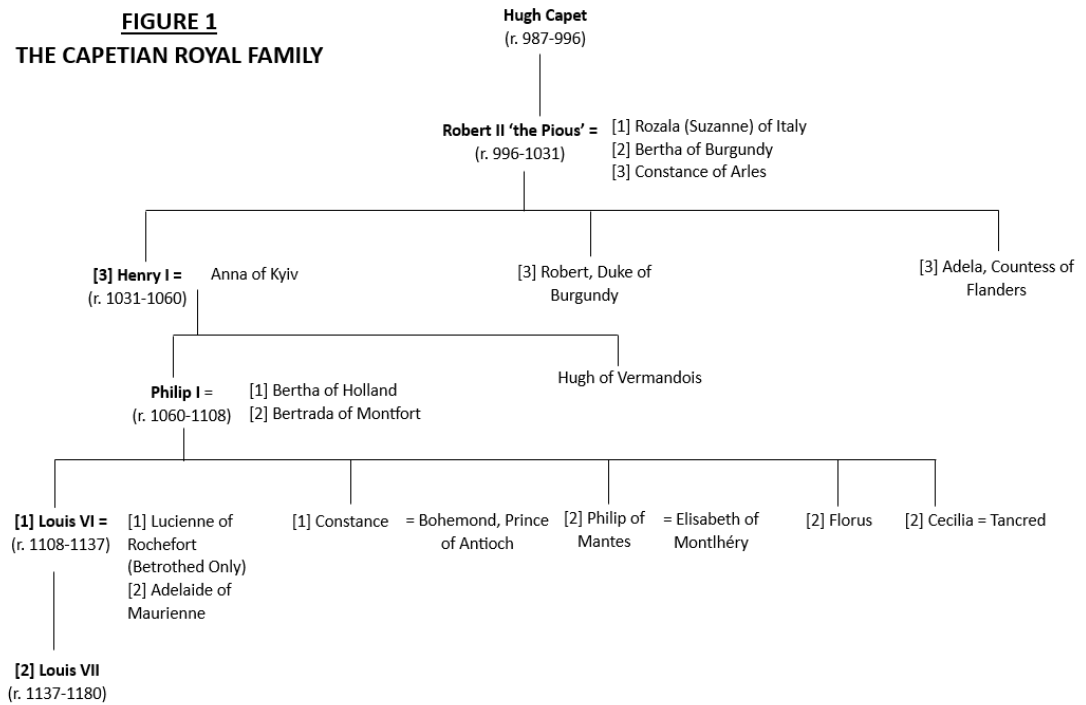 FIGURE 1
THE CAPETIAN ROYAL FAMILY
Hugh Capet
(r. 987-996)
Robert II ‘the Pious’ =
(r. 996-1031)
[1] Rozala (Suzanne) of Italy
[2] Bertha of Burgundy
[3] Constance of Arles
[3] Henry I =
(r. 1031-1060)
Anna of Kyiv
[3] Robert, Duke of
Burgundy
[3] Adela, Countess of
Flanders
Philip I =
(r. 1060-1108)
[1] Bertha of Holland
[2] Bertrada of Montfort
Hugh of Vermandois
[1] Louis VI =
(r. 1108-1137)
[1] Lucienne of
Rochefort
(Betrothed Only)
[2] Adelaide of
Maurienne
[1] Constance
= Bohemond, Prince
of Antioch
[2] Philip of
Mantes
= Elisabeth of
Montlhéry
[2] Florus
[2] Cecilia = Tancred
[2] Louis VII
(r. 1137-1180)